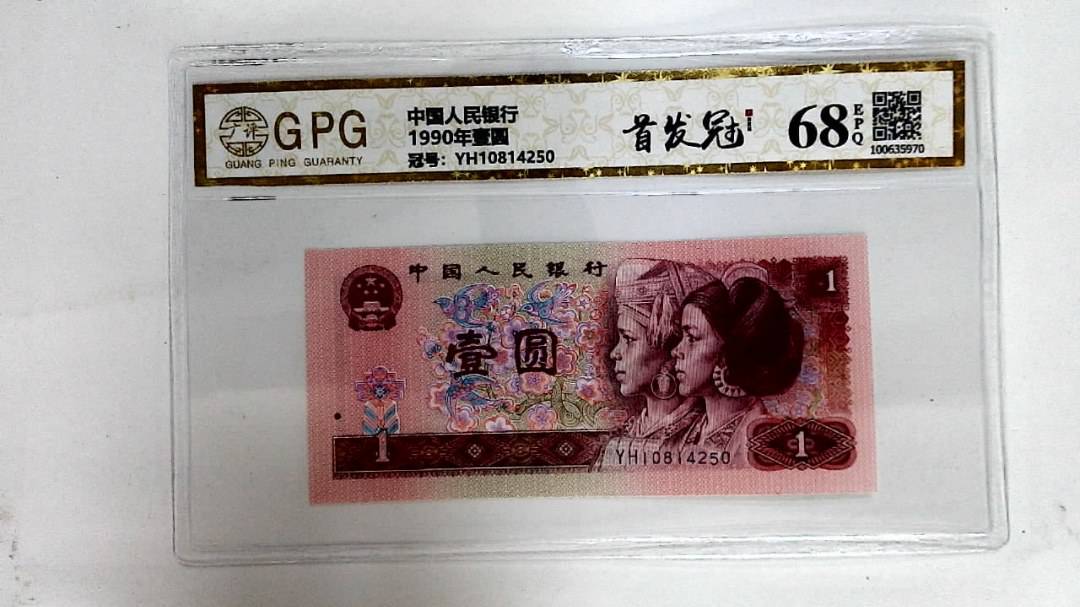 广评
GPG
GUANG PING GUARANTY
中国人民银行
1990年壹圆
冠号：YH10814250
首发冠
68
EPQ
100635970
中国人民银行
1
壹圆
1
YH10814250
1